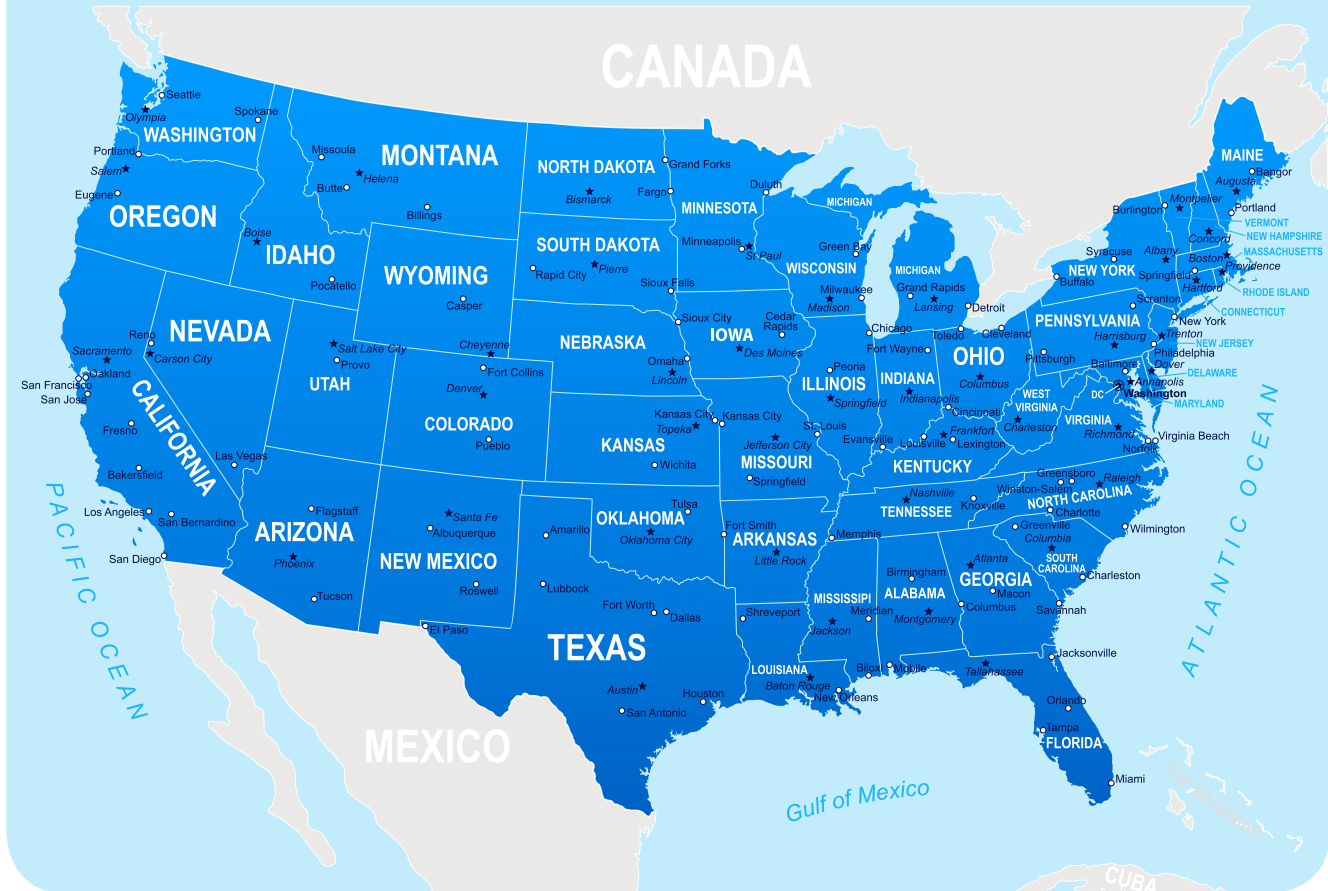 CANADA
Seattle
Olympia
Spokane
WASHINGTON
Portland
Salem
Eugene
OREGON
Missoula
MONTANA
Helena
Butte
Billings
Boise
IDAHO
Pocatello
WYOMING
Casper
Cheyenne
NORTH DAKOTA
Grand Forks
Fargo
Bismarck
SOUTH DAKOTA
Rapid City
Pierre
Sioux Falls
Duluth
MINNESOTA
Minneapolis
St Paul
MICHIGAN
Green Bay
WISCONSIN
Milwaukee
Madison
MICHIGAN
Grand Rapids
Lansing
Detroit
MAINE
Bangor
Augusta
Montpelier
Burlington
Portland
VERMONT
NEW HAMPSHIRE
Concord
MASSACHUSETTS
Boston
Providence
Syracuse
Albany
NEW YORK
Springfield
Buffalo
Hartford
RHODE ISLAND
CONNECTICUT
Scranton
PENNSYLVANIA
New York
Harrisburg
Trenton
NEW JERSEY
Pittsburgh
Philadelphia
Baltimore
Dover
DELAWARE
Annapolis
DC
Washington
MARYLAND
NEVADA
Reno
Carson City
Sacramento
Oakland
San Francisco
San Jose
CALIFORNIA
Fresno
Bakersfield
Las Vegas
Los Angeles
San Bernardino
San Diego
Salt Lake City
Provo
UTAH
Fort Collins
Denver
COLORADO
Pueblo
NEBRASKA
Sioux City
Omaha
Lincoln
IOWA
Cedar
Rapids
Des Moines
Chicago
Peoria
ILLINOIS
Springfield
Fort Wayne
INDIANA
Indianapolis
Toledo
Cleveland
OHIO
Columbus
Cincinnati
WEST
VIRGINIA
Charleston
VIRGINIA
Richmond
Virginia Beach
Norfolk
KANSAS
Kansas City
Kansas City
Topeka
Wichita
St. Louis
Jefferson City
MISSOURI
Springfield
Evansville
Louisville
Frankfort
Lexington
KENTUCKY
Nashville
TENNESSEE
Knoxville
Memphis
Greensboro
Winston-Salem
Raleigh
NORTH CAROLINA
Charlotte
Wilmington
Greenville
Columbia
SOUTH
CAROLINA
Charleston
ARIZONA
Flagstaff
Phoenix
Tucson
Santa Fe
Albuquerque
NEW MEXICO
Roswell
El Paso
Amarillo
Lubbock
Tulsa
OKLAHOMA
Oklahoma City
Fort Smith
ARKANSAS
Little Rock
Fort Worth
Dallas
TEXAS
Austin
San Antonio
Houston
Shreveport
LOUISIANA
Baton Rouge
New Orleans
MISSISSIPI
Meridian
Jackson
Biloxi
Mobile
Birmingham
ALABAMA
Montgomery
Atlanta
GEORGIA
Macon
Columbus
Savannah
Tallahassee
Jacksonville
Orlando
Tampa
FLORIDA
Miami
PACIFIC OCEAN
ATLANTIC OCEAN
MEXICO
Gulf of Mexico
THE BAHAMAS
CUBA